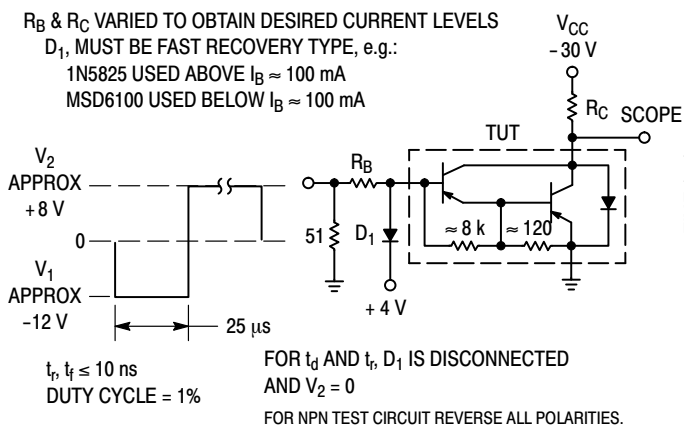 R_B & R_C VARIED TO OBTAIN DESIRED CURRENT LEVELS
D_1, MUST BE FAST RECOVERY TYPE, e.g.:
1N5825 USED ABOVE I_B ≈ 100 mA
MSD6100 USED BELOW I_B ≈ 100 mA
V_CC
- 30 V
R_C
SCOPE
TUT
V_2
APPROX
+8 V
R_B
0
51
D_1
≈ 8 k
≈ 120
V_1
APPROX
-12 V
+ 4 V
25 μs
t_r, t_f ≤ 10 ns
DUTY CYCLE = 1%
FOR t_d AND t_r, D_1 IS DISCONNECTED
AND V_2 = 0
FOR NPN TEST CIRCUIT REVERSE ALL POLARITIES.